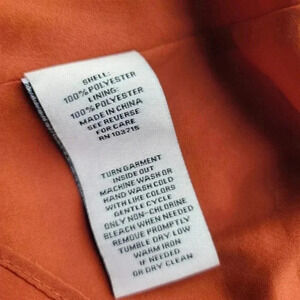 SHELL:
100% POLYESTER
LINING:
100% POLYESTER
MADE IN CHINA
SEE REVERSE
FOR CARE
RN 103715
TURN GARMENT
INSIDE OUT
MACHINE WASH OR
HAND WASH COLD
WITH LIKE COLORS
GENTLE CYCLE
ONLY NON-CHLORINE
BLEACH WHEN NEEDED
REMOVE PROMPTLY
TUMBLE DRY LOW
WARM IRON
IF NEEDED
OR DRY CLEAN